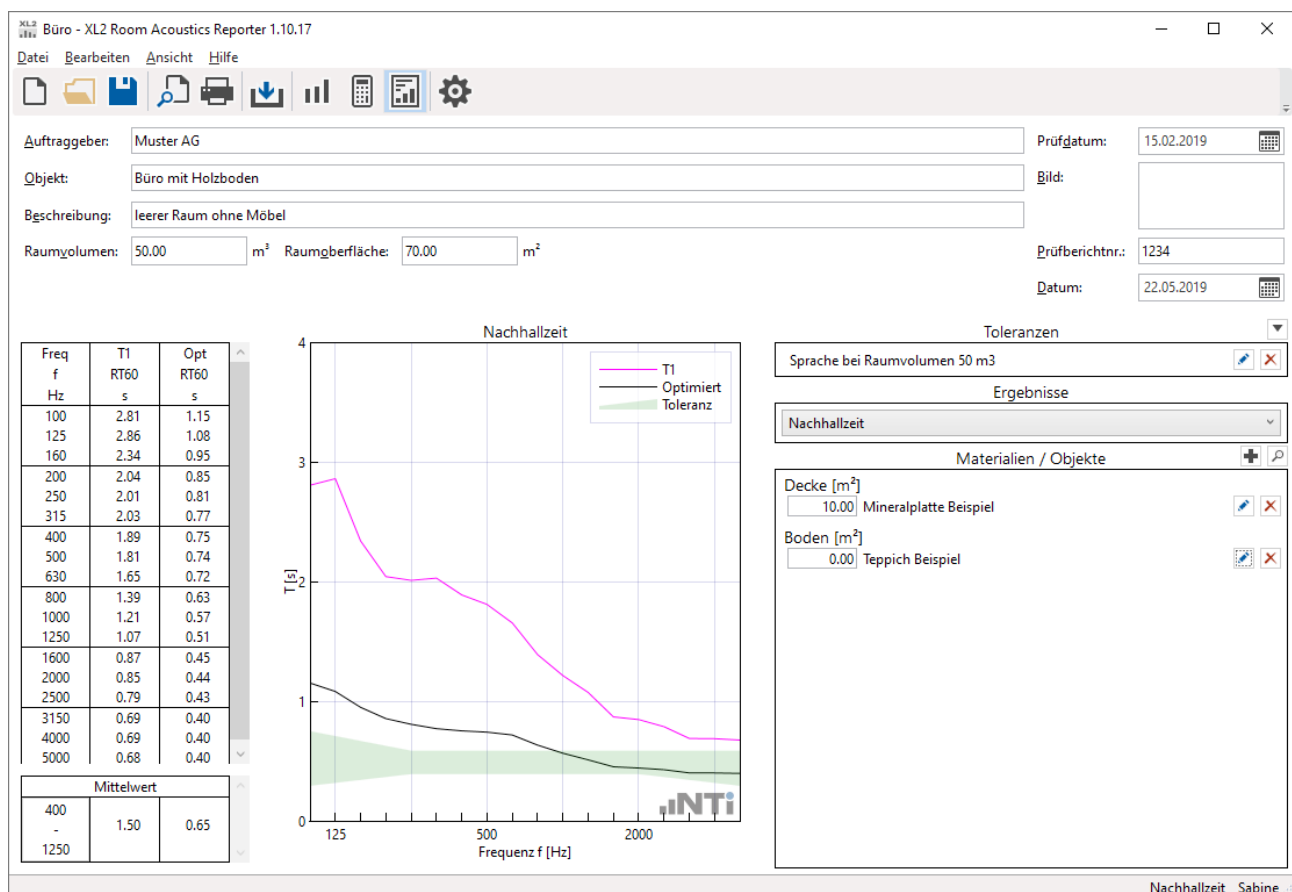 XL2 Büro - XL2 Room Acoustics Reporter 1.10.17
Datei Bearbeiten Ansicht Hilfe
Auftraggeber: Muster AG Prüfdatum: 15.02.2019
Objekt: Büro mit Holzboden Bild:
Beschreibung: leerer Raum ohne Möbel
Raumvolumen: 50.00 m³ Raumoberfläche: 70.00 m² Prüfberichtnr.: 1234
Datum: 22.05.2019
Freq T1 Opt
f RT60 RT60
Hz s s
100 2.81 1.15
125 2.86 1.08
160 2.34 0.95
200 2.04 0.85
250 2.01 0.81
315 2.03 0.77
400 1.89 0.75
500 1.81 0.74
630 1.65 0.72
800 1.39 0.63
1000 1.21 0.57
1250 1.07 0.51
1600 0.87 0.45
2000 0.85 0.44
2500 0.79 0.43
3150 0.69 0.40
4000 0.69 0.40
5000 0.68 0.40
Mittelwert
400
- 1.50 0.65
1250
Nachhallzeit
T1
Optimiert
Toleranz
4
3
T [s] 2
1
0
NTi
125 500 2000
Frequenz f [Hz]
Toleranzen
Sprache bei Raumvolumen 50 m3
Ergebnisse
Nachhallzeit
Materialien / Objekte
Decke [m²]
10.00 Mineralplatte Beispiel
Boden [m²]
0.00 Teppich Beispiel
Nachhallzeit Sabine